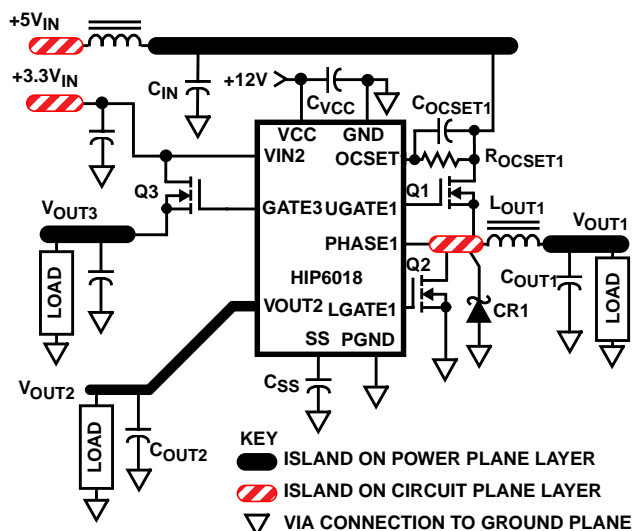 +5VIN
+3.3VIN
CIN
+12V
CVCC
COCSET1
VCC
GND
VIN2
OCSET
ROCSET1
Q3
GATE3
UGATE1
Q1
LOUT1
VOUT3
VOUT1
PHASE1
HIP6018
Q2
COUT1
LOAD
LOAD
VOUT2
LGATE1
CR1
SS
PGND
CSS
VOUT2
LOAD
COUT2
KEY
ISLAND ON POWER PLANE LAYER
ISLAND ON CIRCUIT PLANE LAYER
VIA CONNECTION TO GROUND PLANE